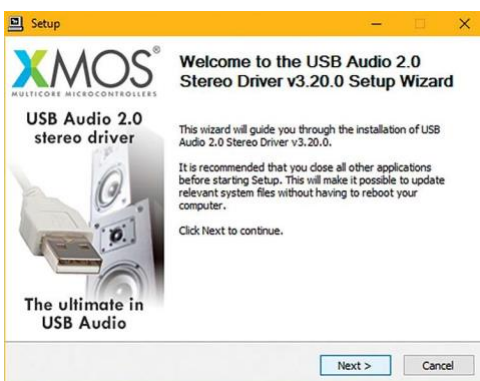 Setup
XMOS®
MULTICORE MICROCONTROLLERS
USB Audio 2.0
stereo driver
The ultimate in
USB Audio
Welcome to the USB Audio 2.0
Stereo Driver v3.20.0 Setup Wizard
This wizard will guide you through the installation of USB
Audio 2.0 Stereo Driver v3.20.0.
It is recommended that you close all other applications
before starting Setup. This will make it possible to update
relevant system files without having to reboot your
computer.
Click Next to continue.
Next >
Cancel